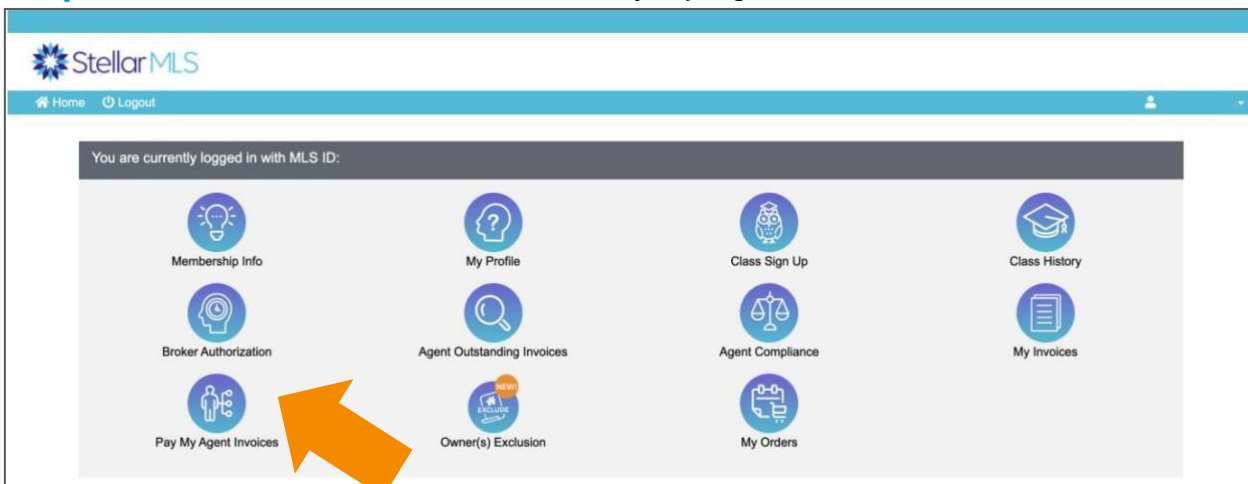 StellarMLS
Home Logout
You are currently logged in with MLS ID:
Membership Info My Profile Class Sign Up Class History
Broker Authorization Agent Outstanding Invoices Agent Compliance My Invoices
NEW!
EXCLUDE
Pay My Agent Invoices Owner(s) Exclusion My Orders